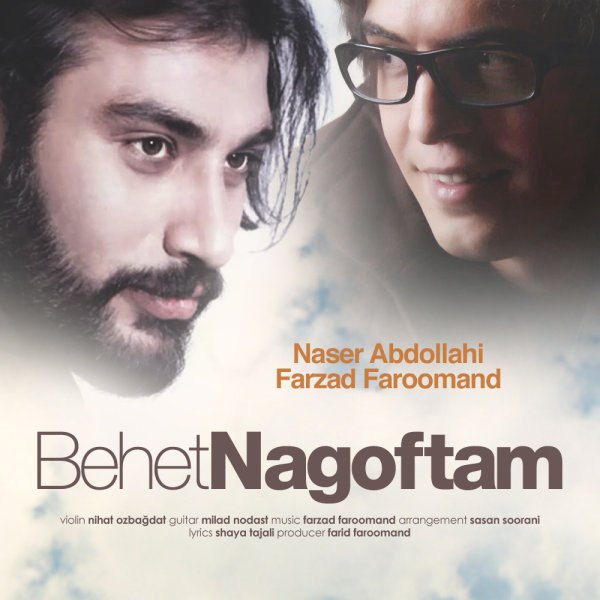 Naser Abdollahi
Farzad Faroomand
BehetNagoftam
violin nihat ozbağdat guitar milad nodast music farzad faroomand arrangement sasan soorani
lyrics shaya tajali producer farid faroomand